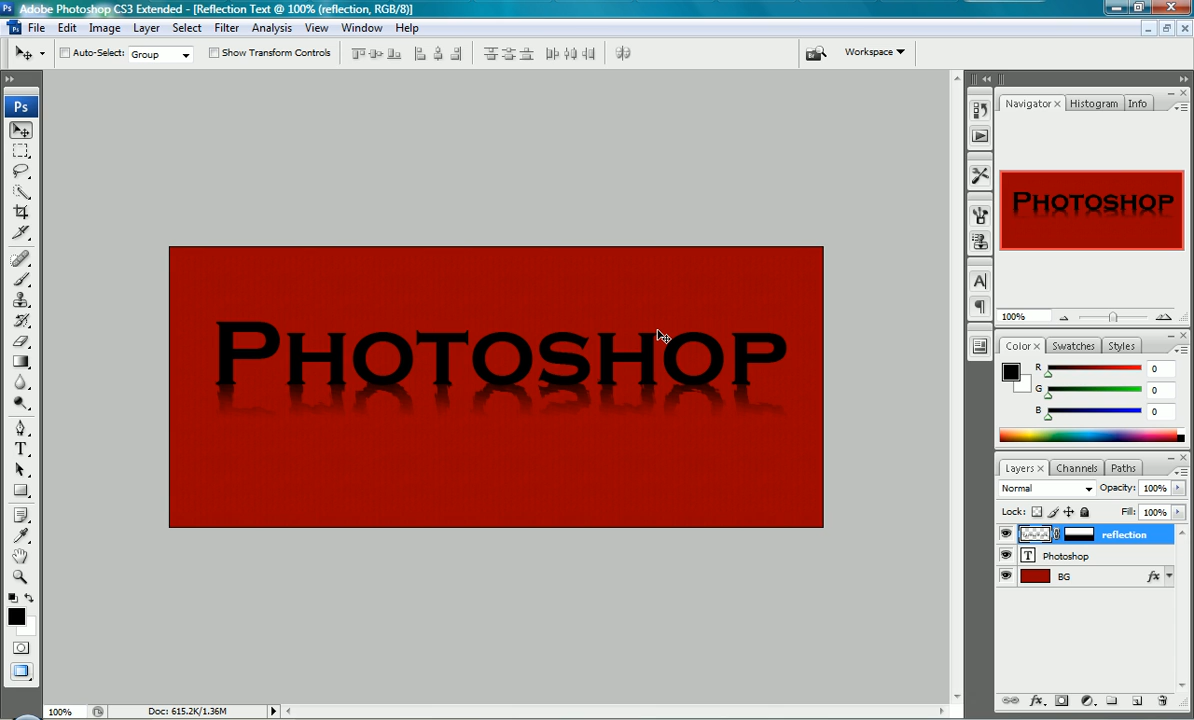 Ps Adobe Photoshop CS3 Extended - [Reflection Text @ 100% (reflection, RGB/8)]
File Edit Image Layer Select Filter Analysis View Window Help
Auto-Select: Group Show Transform Controls Workspace
Ps
Navigator Histogram Info
PHOTOSHOP
100%
PHOTOSHOP
Color Swatches Styles
R 0
G 0
B 0
Layers Channels Paths
Normal Opacity: 100%
Lock: Fill: 100%
reflection
T Photoshop
BG fx
100% Doc: 615.2K/1.36M